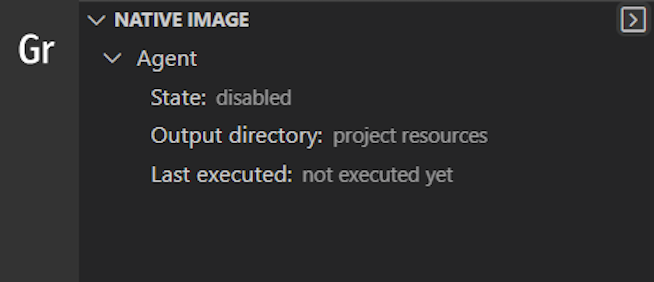 Gr
NATIVE IMAGE
Agent
State: disabled
Output directory: project resources
Last executed: not executed yet